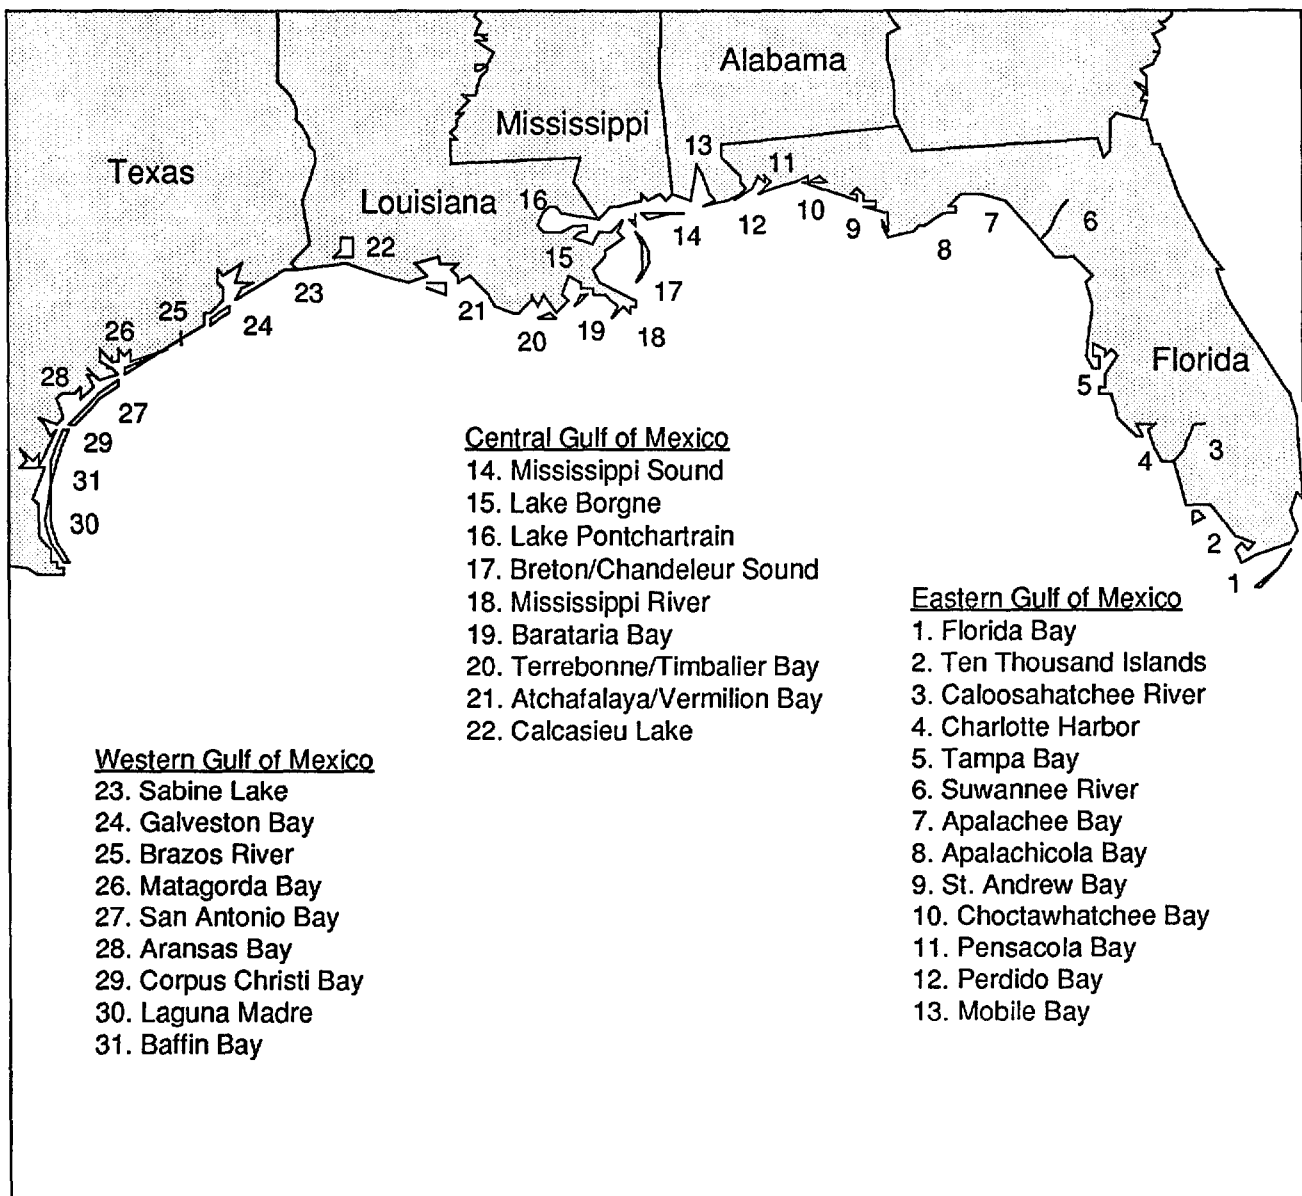 Alabama
Mississippi
Texas
Louisiana
Florida
13
11
16
12
10
9
14
8
7
6
22
15
23
21
17
24
25
20
19
18
26
28
27
5
29
4
3
31
30
2
1
Central Gulf of Mexico
14. Mississippi Sound
15. Lake Borgne
16. Lake Pontchartrain
17. Breton/Chandeleur Sound
18. Mississippi River
19. Barataria Bay
20. Terrebonne/Timbalier Bay
21. Atchafalaya/Vermilion Bay
22. Calcasieu Lake
Eastern Gulf of Mexico
1. Florida Bay
2. Ten Thousand Islands
3. Caloosahatchee River
4. Charlotte Harbor
5. Tampa Bay
6. Suwannee River
7. Apalachee Bay
8. Apalachicola Bay
9. St. Andrew Bay
10. Choctawhatchee Bay
11. Pensacola Bay
12. Perdido Bay
13. Mobile Bay
Western Gulf of Mexico
23. Sabine Lake
24. Galveston Bay
25. Brazos River
26. Matagorda Bay
27. San Antonio Bay
28. Aransas Bay
29. Corpus Christi Bay
30. Laguna Madre
31. Baffin Bay